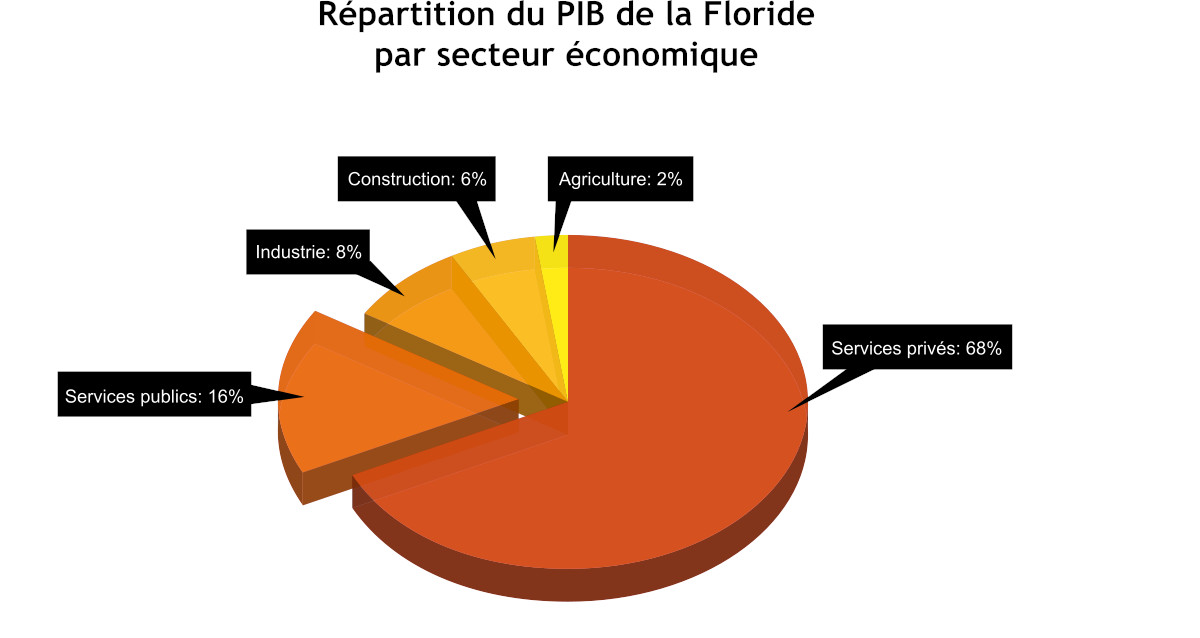 Répartition du PIB de la Floride
par secteur économique
Construction: 6%
Agriculture: 2%
Industrie: 8%
Services privés: 68%
Services publics: 16%